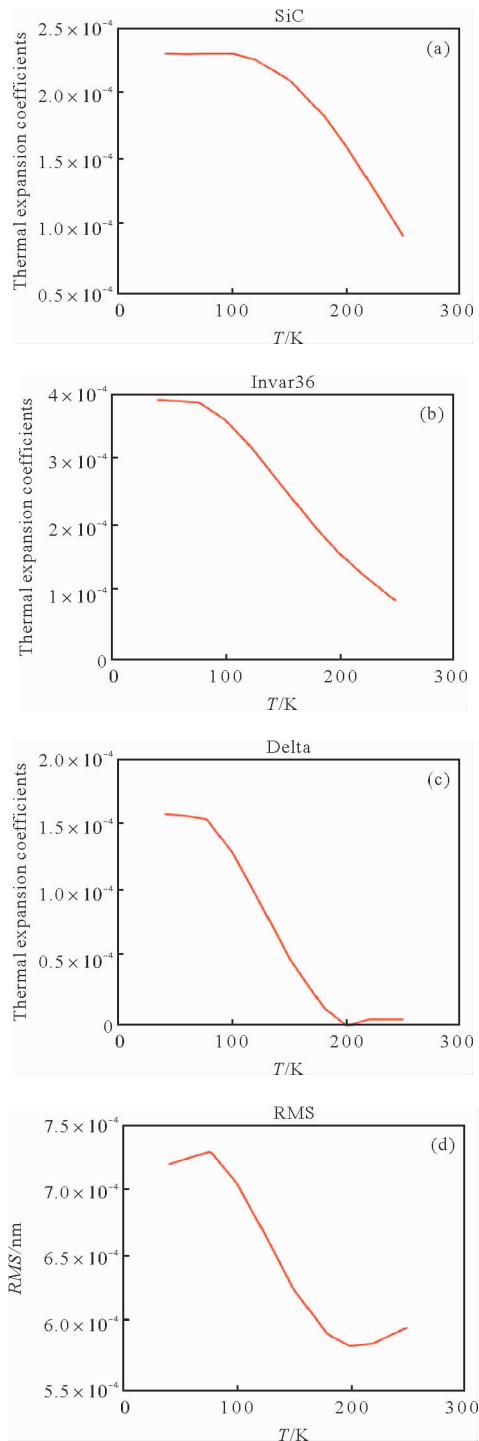 SiC
(a)
Thermal expansion coefficients
2.5×10⁻⁴
2.0×10⁻⁴
1.5×10⁻⁴
1.0×10⁻⁴
0.5×10⁻⁴
0 100 200 300
T/K
Invar36
(b)
Thermal expansion coefficients
4×10⁻⁴
3×10⁻⁴
2×10⁻⁴
1×10⁻⁴
0
0 100 200 300
T/K
Delta
(c)
Thermal expansion coefficients
2.0×10⁻⁴
1.5×10⁻⁴
1.0×10⁻⁴
0.5×10⁻⁴
0
0 100 200 300
T/K
RMS
(d)
RMS/nm
7.5×10⁻⁴
7.0×10⁻⁴
6.5×10⁻⁴
6.0×10⁻⁴
5.5×10⁻⁴
0 100 200 300
T/K